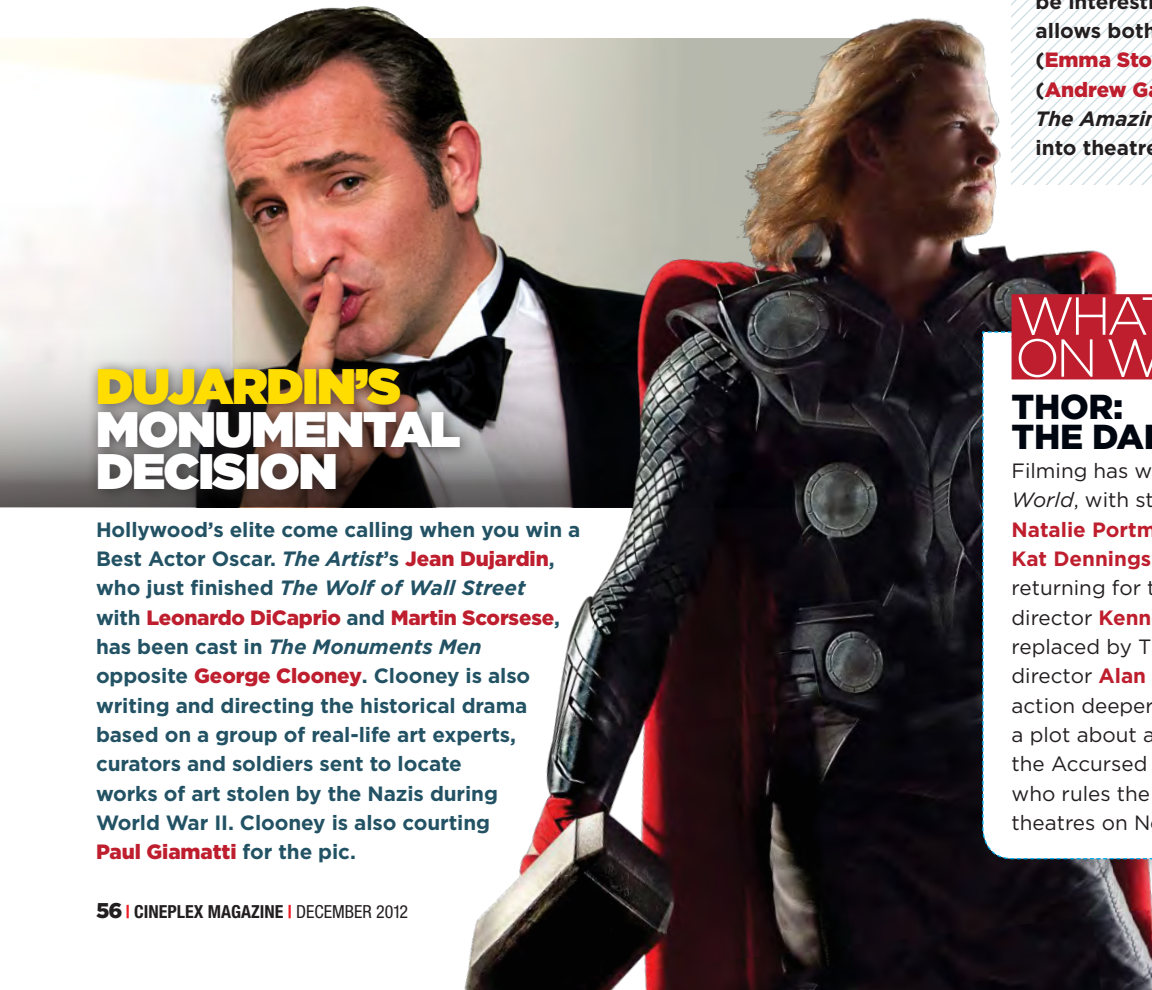 be
allows both
(Emma
(Andrew
The
into
DUJARDIN'S
MONUMENTAL
DECISION
Hollywood's elite come calling when you win a
Best Actor Oscar. The Artist's Jean Dujardin,
who just finished The Wolf of Wall Street
with Leonardo DiCaprio and Martin Scorsese,
has been cast in The Monuments Men
opposite George Clooney. Clooney is also
writing and directing the historical drama
based on a group of real-life art experts,
curators and soldiers sent to locate
works of art stolen by the Nazis during
World War II. Clooney is also courting
Paul Giamatti for the pic.
56 | CINEPLEX MAGAZINE | DECEMBER 2012
WHAT
ON W
THOR:
THE DA
Filming has w
World, with st
Natalie Portm
Kat Dennings
returning for t
director Kenn
replaced by T
director Alan
action deeper
a plot about a
the Accursed
who rules the
theatres on N